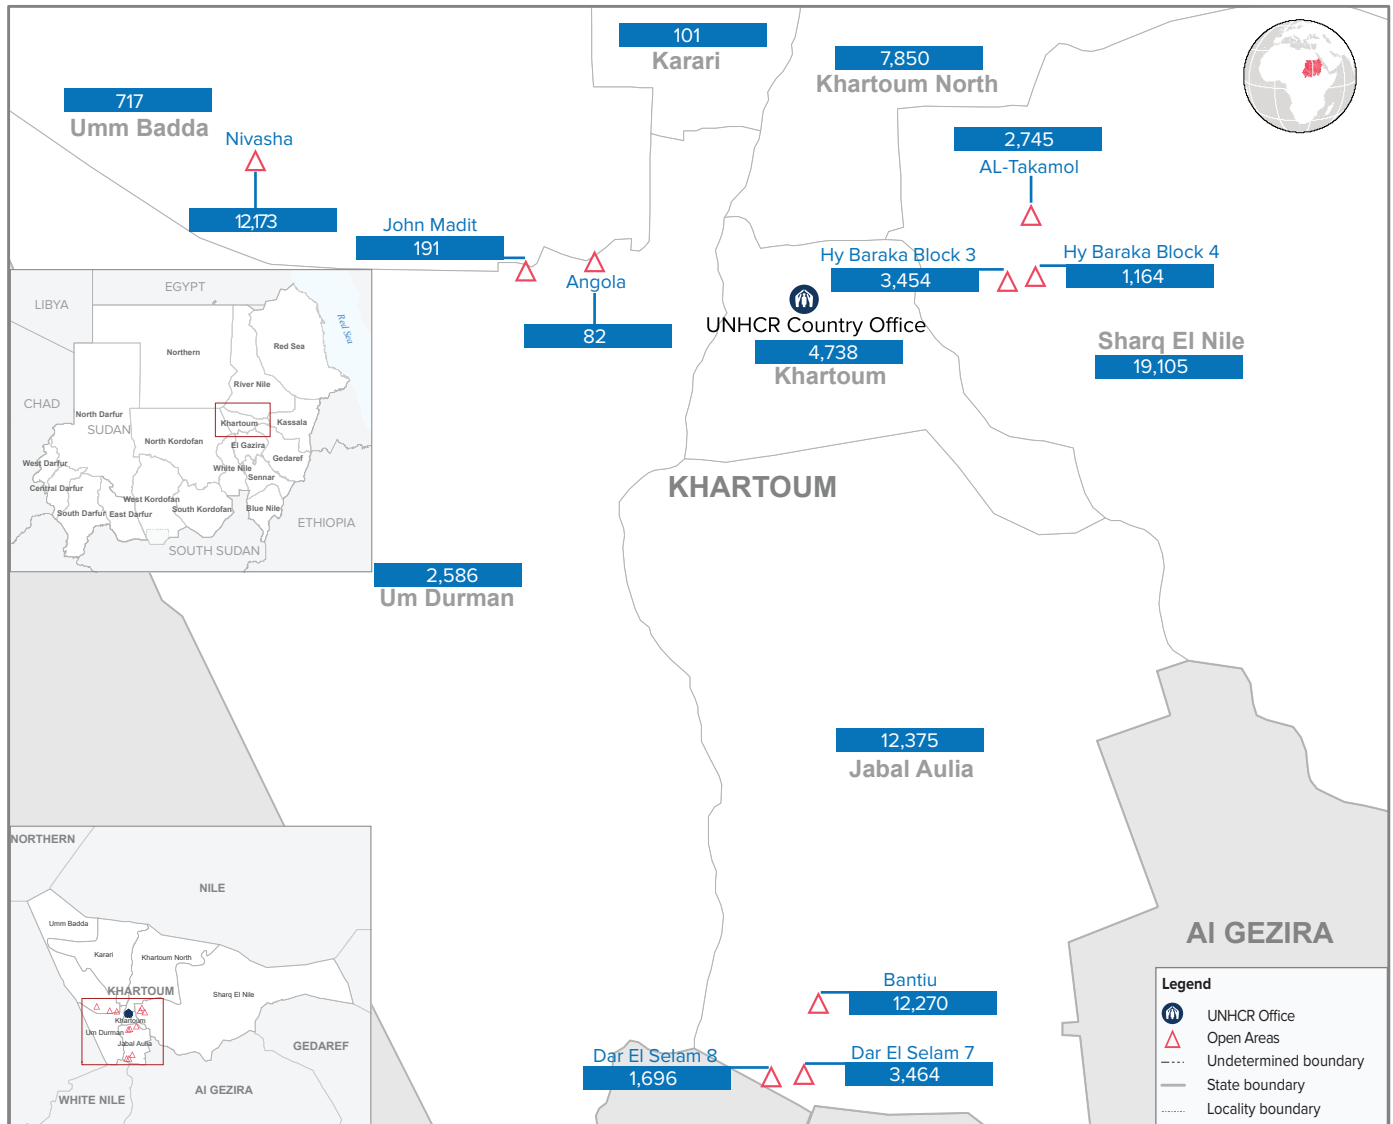 101
Karari
7,850
Khartoum North
717
Umm Badda
Nivasha
12,173
2,745
AL-Takamol
John Madit
191
Angola
82
Hy Baraka Block 3
3,454
Hy Baraka Block 4
1,164
UNHCR Country Office
4,738
Khartoum
Sharq El Nile
19,105
LIBYA
EGYPT
Red Sea
Northern
Red Sea
River Nile
CHAD
North Darfur
SUDAN
Khartoum
Kassala
North Kordofan
El Gazira
Gedaref
West Darfur
White Nile
Sennar
Central Darfur
West Kordofan
South Darfur
East Darfur
South Kordofan
Blue Nile
ETHIOPIA
SOUTH SUDAN
KHARTOUM
2,586
Um Durman
12,375
Jabal Aulia
NORTHERN
NILE
Umm Badda
Karari
Khartoum North
KHARTOUM
Sharq El Nile
Khartoum
Um Durman
Jabal Aulia
GEDAREF
WHITE NILE
Al GEZIRA
Al GEZIRA
Bantiu
12,270
Dar El Selam 8
1,696
Dar El Selam 7
3,464
Legend
UNHCR Office
Open Areas
Undetermined boundary
State boundary
Locality boundary